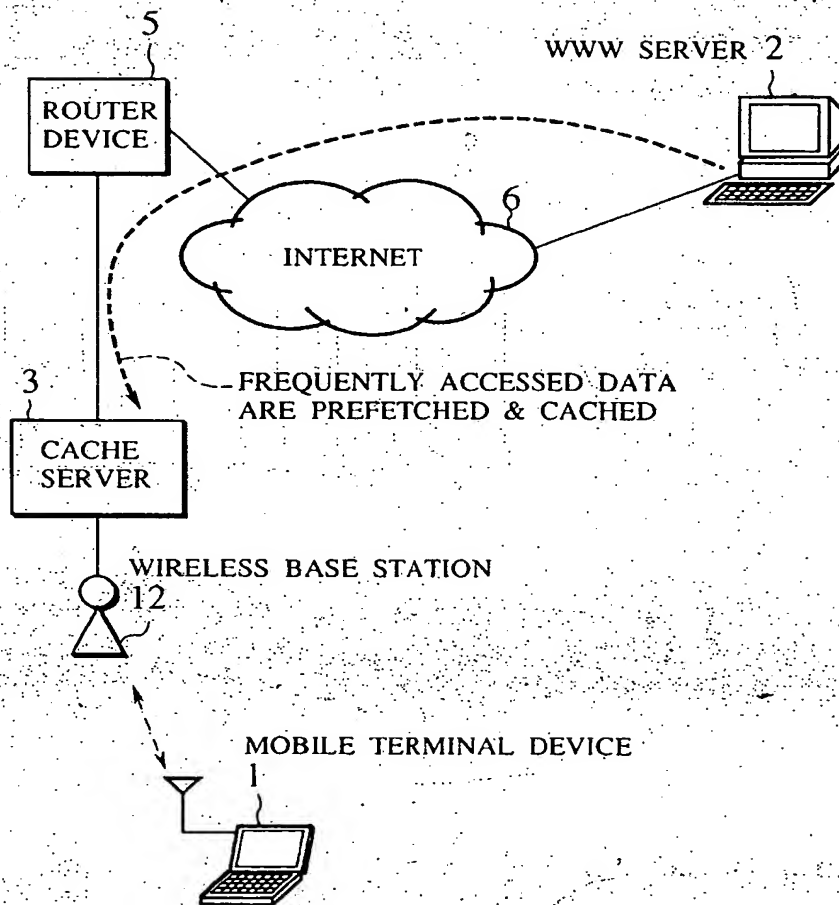 5
WWW SERVER 2
ROUTER
DEVICE
6
INTERNET
FREQUENTLY ACCESSED DATA
ARE PREFETCHED & CACHED
3
CACHE
SERVER
WIRELESS BASE STATION
12
MOBILE TERMINAL DEVICE
1